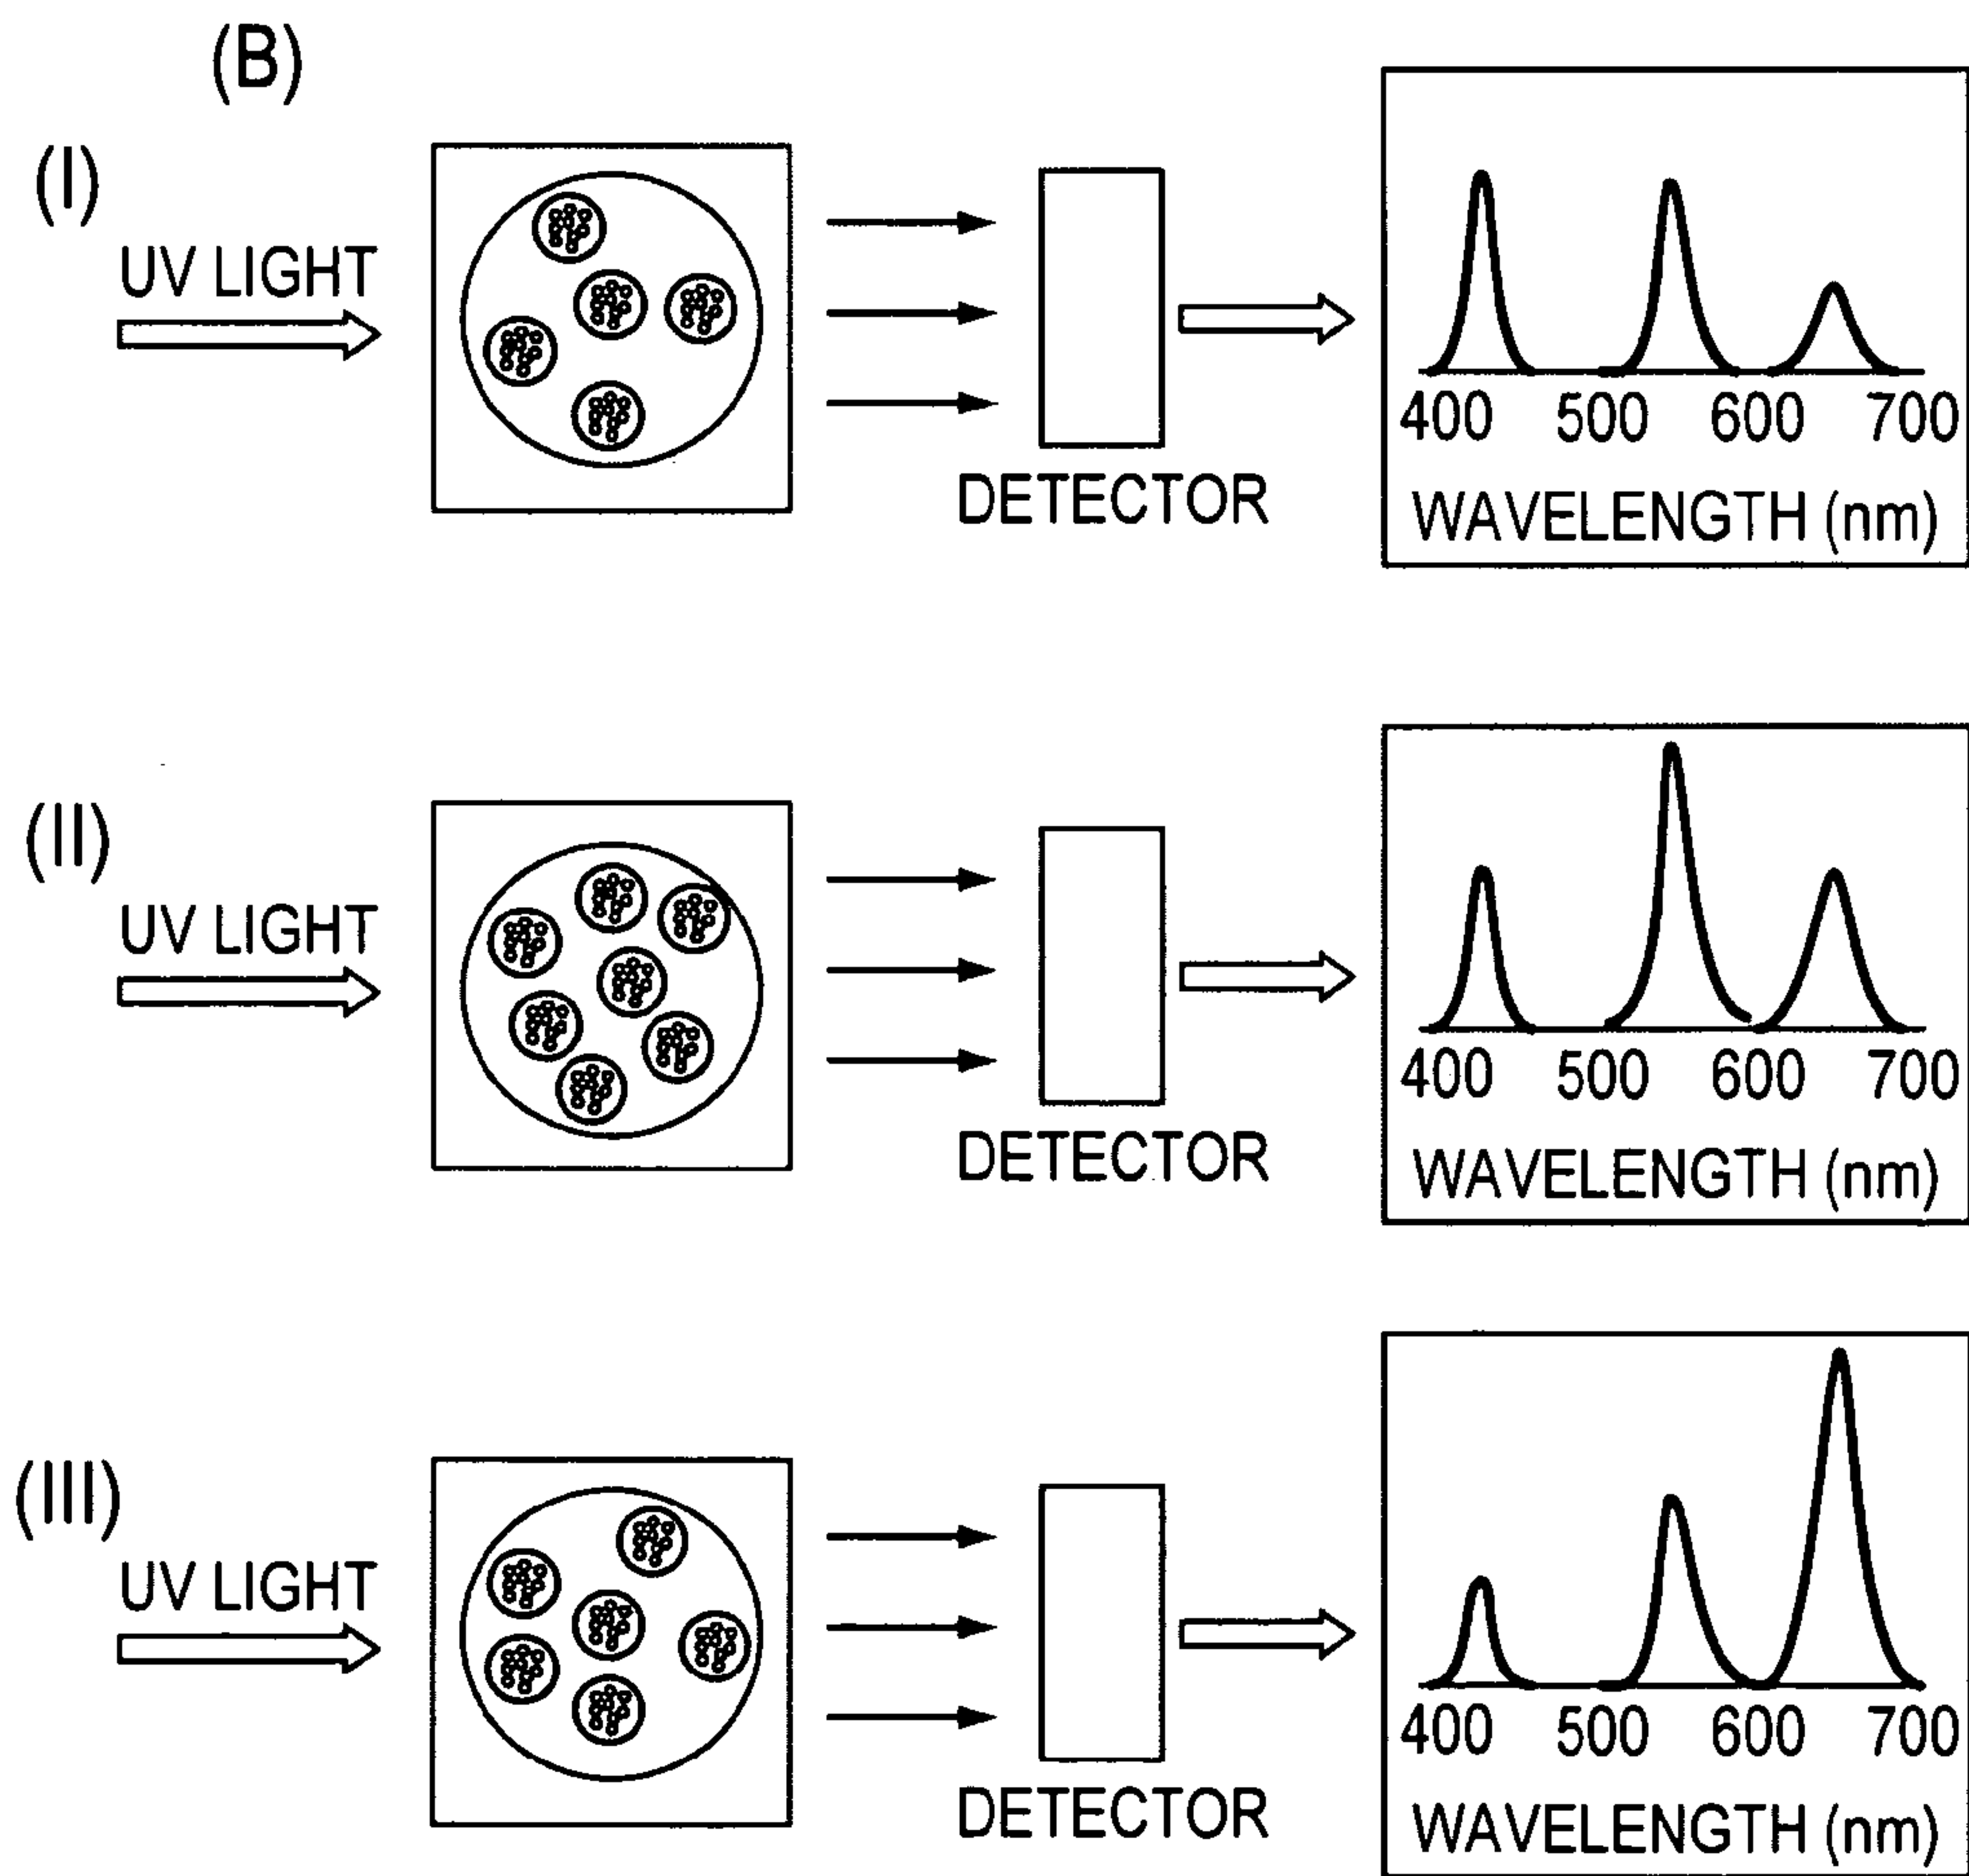 (B)
(I)
UV LIGHT
DETECTOR
400 500 600 700
WAVELENGTH (nm)
(II)
UV LIGHT
DETECTOR
400 500 600 700
WAVELENGTH (nm)
(III)
UV LIGHT
DETECTOR
400 500 600 700
WAVELENGTH (nm)